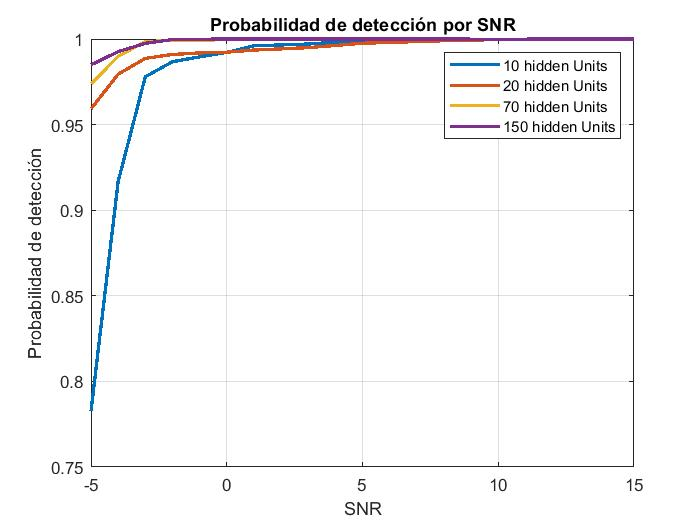 Probabilidad de detección por SNR
1
0.95
0.9
0.85
0.8
0.75
Probabilidad de detección
10 hidden Units
20 hidden Units
70 hidden Units
150 hidden Units
-5 0 5 10 15
SNR